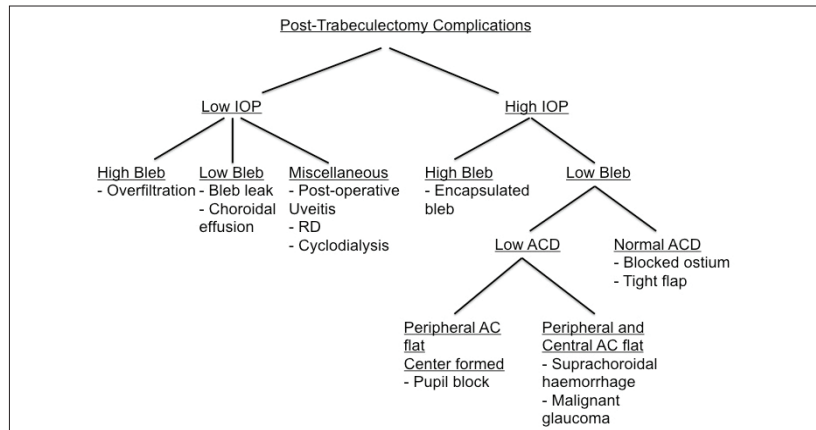 Post-Trabeculectomy Complications
Low IOP
High IOP
High Bleb
- Overfiltration
Low Bleb
- Bleb leak
- Choroidal
effusion
Miscellaneous
- Post-operative
Uveitis
- RD
- Cyclodialysis
High Bleb
- Encapsulated
bleb
Low Bleb
Low ACD
Normal ACD
- Blocked ostium
- Tight flap
Peripheral AC
flat
Center formed
- Pupil block
Peripheral and
Central AC flat
- Suprachoroidal
haemorrhage
- Malignant
glaucoma